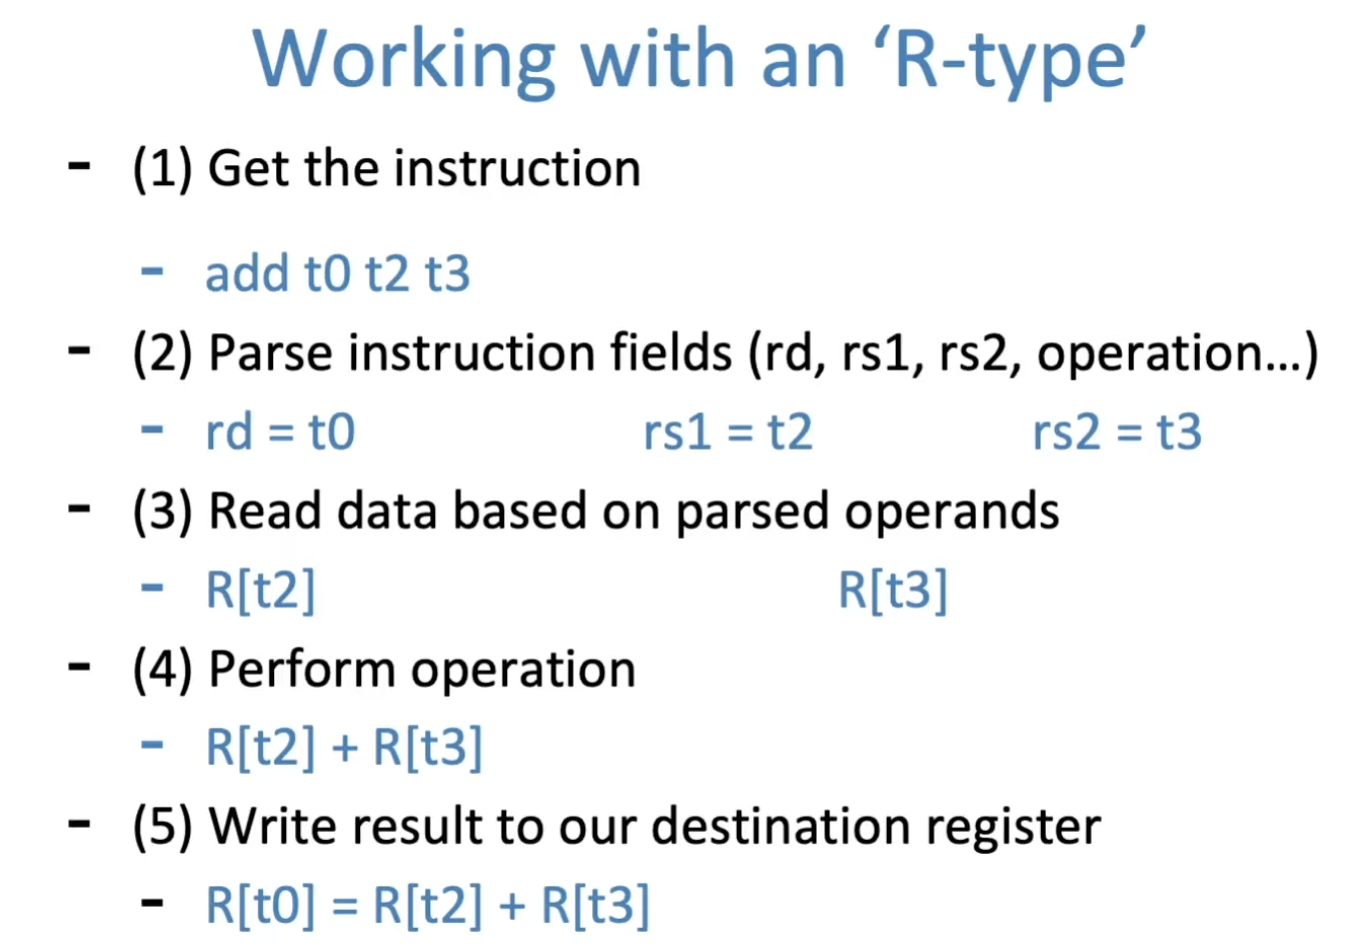 Working with an ‘R-type’
- (1) Get the instruction
- add t0 t2 t3
- (2) Parse instruction fields (rd, rs1, rs2, operation…)
- rd = t0 rs1 = t2 rs2 = t3
- (3) Read data based on parsed operands
- R[t2] R[t3]
- (4) Perform operation
- R[t2] + R[t3]
- (5) Write result to our destination register
- R[t0] = R[t2] + R[t3]